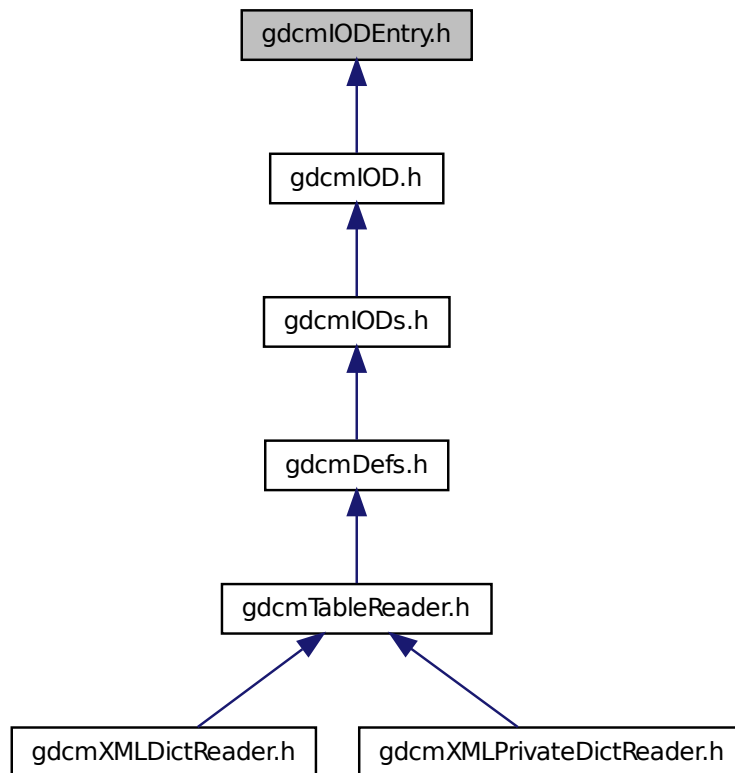 gdcmIODEntry.h
gdcmIOD.h
gdcmIODs.h
gdcmDefs.h
gdcmTableReader.h
gdcmXMLDictReader.h
gdcmXMLPrivateDictReader.h